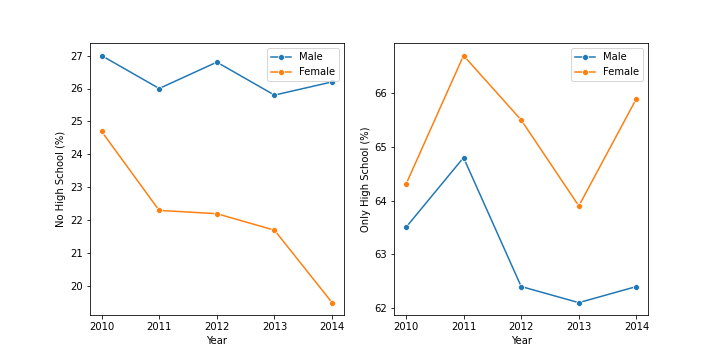 No High School (%)
27
26
25
24
23
22
21
20
2010 2011 2012 2013 2014
Year
Male
Female
Only High School (%)
66
65
64
63
62
2010 2011 2012 2013 2014
Year
Male
Female